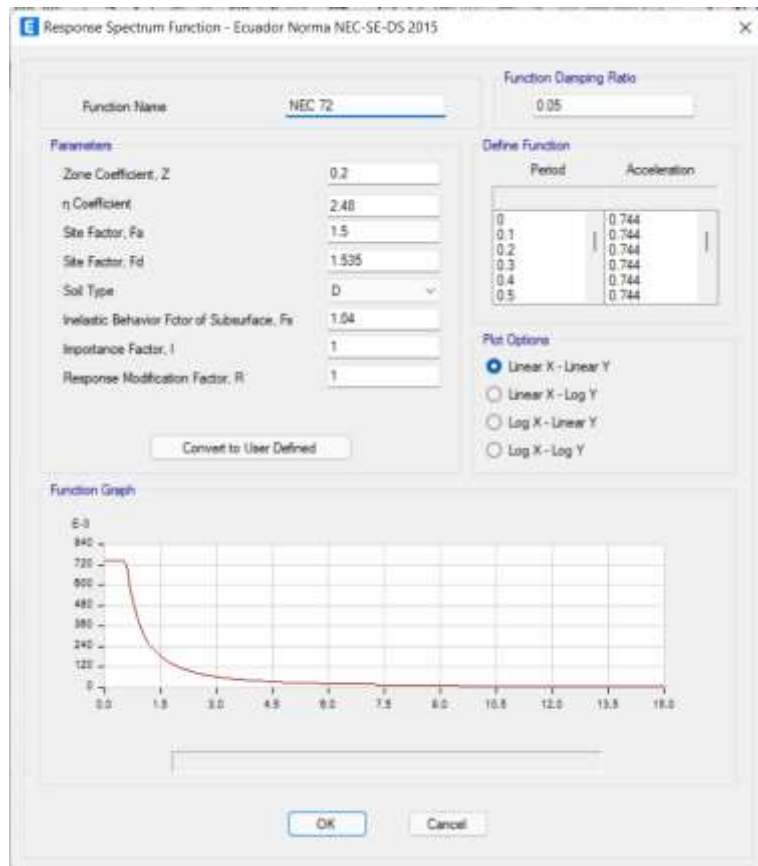 E Response Spectrum Function - Ecuador Norma NEC-SE-DS 2015
Function Name NEC 72
Function Damping Ratio
0.05
Parameters
Zone Coefficient, Z 0.2
η Coefficient 2.48
Site Factor, Fa 1.5
Site Factor, Fd 1.535
Soil Type D
Inelastic Behavior Fctor of Subsurface, Fs 1.04
Importance Factor, I 1
Response Modification Factor, R 1
Convert to User Defined
Define Function
Period Acceleration
0 0.744
0.1 0.744
0.2 0.744
0.3 0.744
0.4 0.744
0.5 0.744
Plot Options
Linear X - Linear Y
Linear X - Log Y
Log X - Linear Y
Log X - Log Y
Function Graph
E-3
840
720
600
480
360
240
120
0
0.0 1.5 3.0 4.5 6.0 7.5 9.0 10.5 12.0 13.5 15.0
OK Cancel